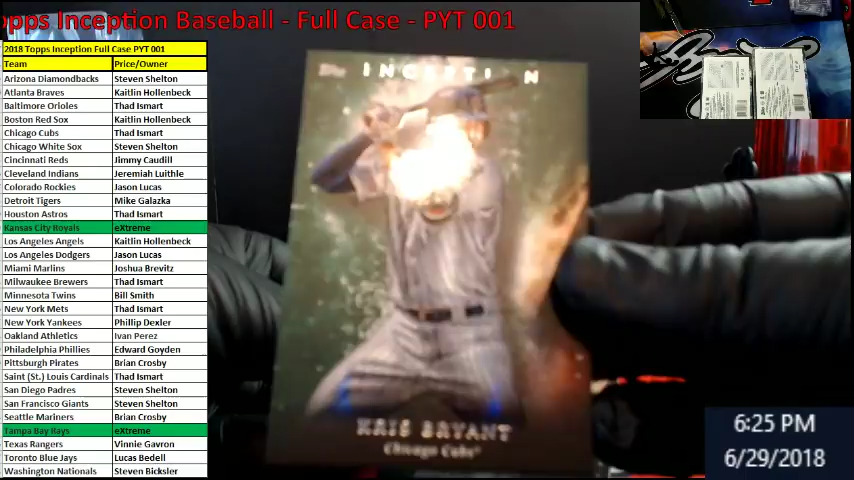 opps Inception Baseball - Full Case - PYT 001
2018 Topps Inception Full Case PYT 001
Team Price/Owner
Arizona Diamondbacks Steven Shelton
Atlanta Braves Kaitlin Hollenbeck
Baltimore Orioles Thad Ismart
Boston Red Sox Kaitlin Hollenbeck
Chicago Cubs Thad Ismart
Chicago White Sox Steven Shelton
Cincinnati Reds Jimmy Caudill
Cleveland Indians Jeremiah Luithle
Colorado Rockies Jason Lucas
Detroit Tigers Mike Galazka
Houston Astros Thad Ismart
Kansas City Royals eXtreme
Los Angeles Angels Kaitlin Hollenbeck
Los Angeles Dodgers Jason Lucas
Miami Marlins Joshua Brevitz
Milwaukee Brewers Thad Ismart
Minnesota Twins Bill Smith
New York Mets Thad Ismart
New York Yankees Phillip Dexler
Oakland Athletics Ivan Perez
Philadelphia Phillies Edward Goyden
Pittsburgh Pirates Brian Crosby
Saint (St.) Louis Cardinals Thad Ismart
San Diego Padres Steven Shelton
San Francisco Giants Steven Shelton
Seattle Mariners Brian Crosby
Tampa Bay Rays eXtreme
Texas Rangers Vinnie Gavron
Toronto Blue Jays Lucas Bedell
Washington Nationals Steven Bicksler
Topps INCEPTION
KRIS BRYANT
Chicago Cubs
6:25 PM
6/29/2018